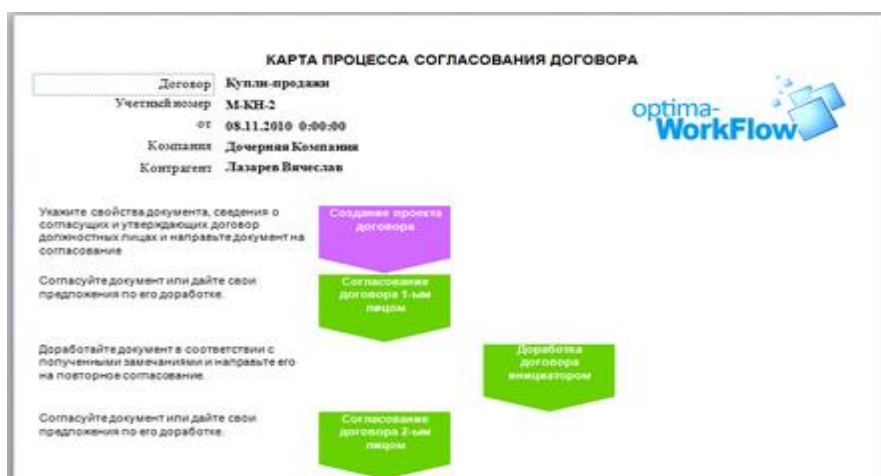 КАРТА ПРОЦЕССА СОГЛАСОВАНИЯ ДОГОВОРА
Договор Купли-продажи
Учетный номер М-КН-2
от 08.11.2010 0:00:00
Компания Дочерняя Компания
Контрагент Лазарев Вячеслав
optima-
WorkFlow
Укажите свойства документа, сведения о
согласущих и утверждающих договор
должностных лицах и направьте документ на
согласование
Создание проекта
договора
Согласуйте документ или дайте свои
предложения по его доработке.
Согласование
договора 1-ым
лицом
Доработайте документ в соответствии с
полученными замечаниями и направьте его
на повторное согласование.
Доработка
договора
инициатором
Согласуйте документ или дайте свои
предложения по его доработке.
Согласование
договора 2-ым
лицом